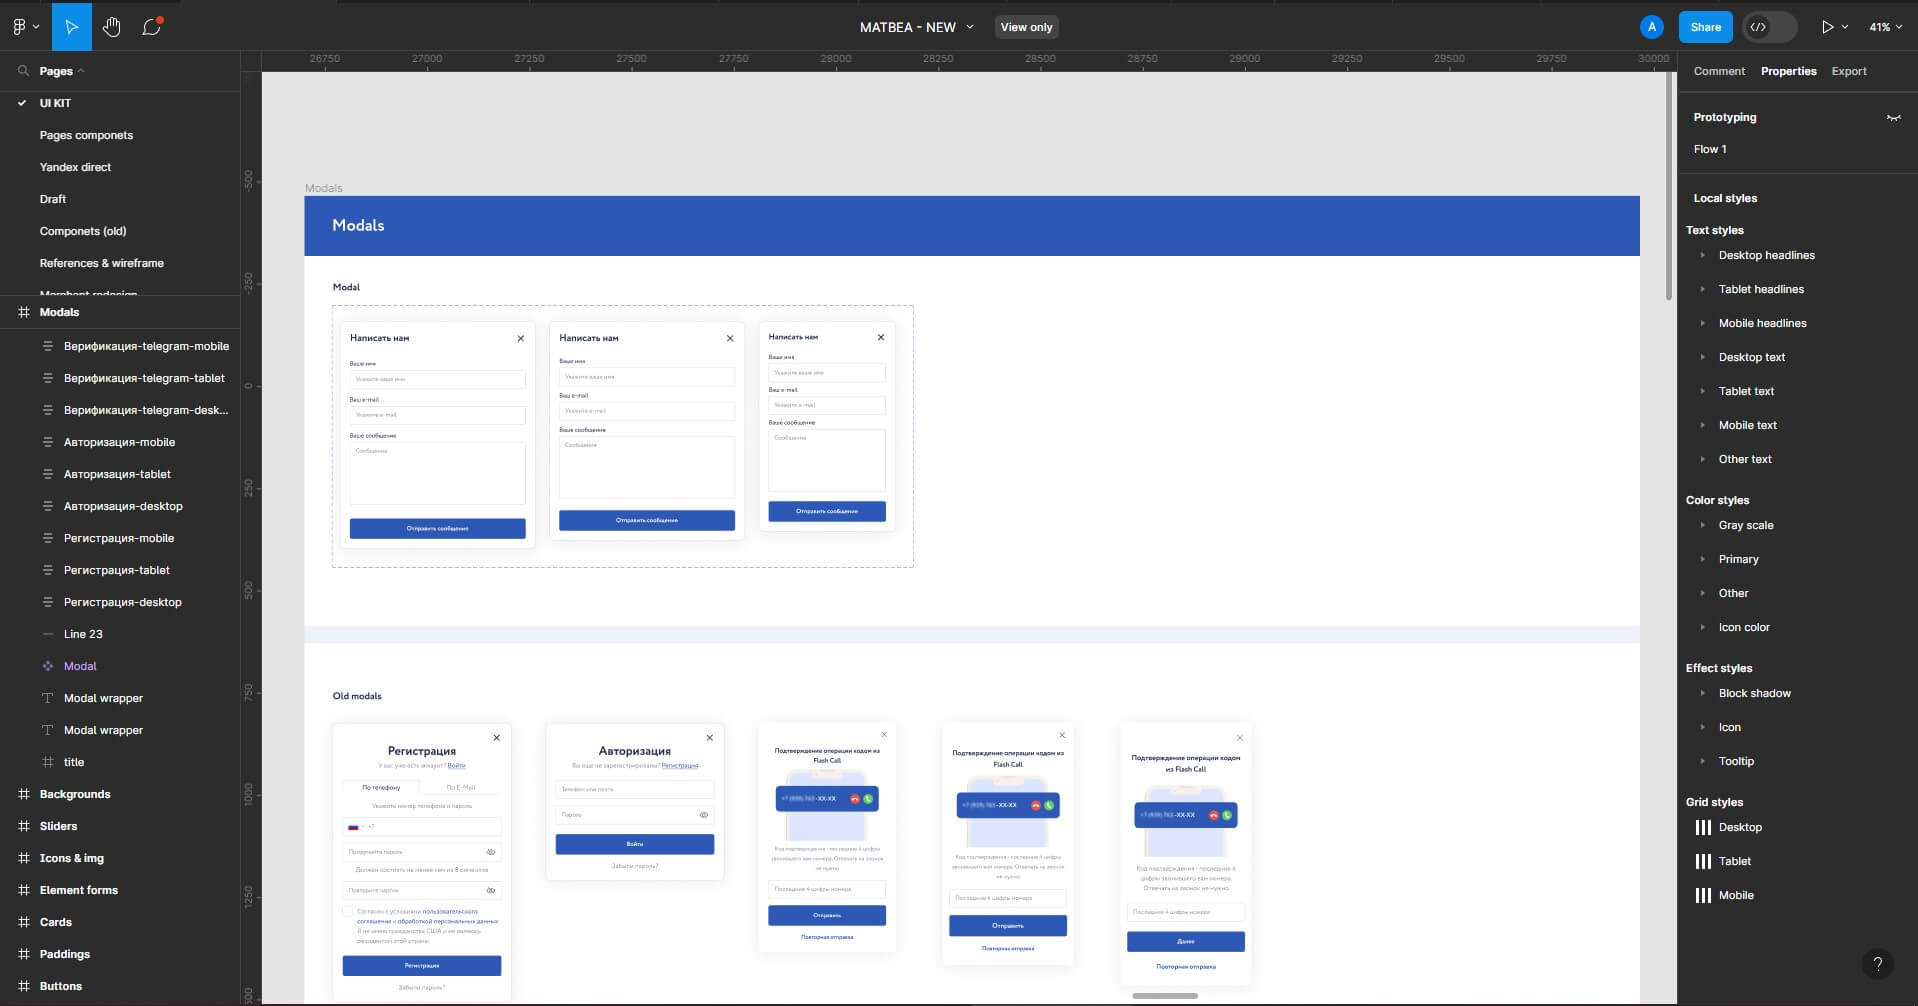 MATBEA - NEW
View only
A
Share
41%
Pages
UI KIT
Pages componets
Yandex direct
Draft
Componets (old)
References & wireframe
Merchant redesign
Modals
Верификация-telegram-mobile
Верификация-telegram-tablet
Верификация-telegram-desk...
Авторизация-mobile
Авторизация-tablet
Авторизация-desktop
Регистрация-mobile
Регистрация-tablet
Регистрация-desktop
Line 23
Modal
Modal wrapper
Modal wrapper
title
Backgrounds
Sliders
Icons & img
Element forms
Cards
Paddings
Buttons
26750 27000 27250 27500 27750 28000 28250 28500 28750 29000 29250 29500 29750 30000
-500
-250
0
250
500
750
1000
1250
Modals
Modals
Modal
Написать нам
Ваше имя
Укажите ваше имя
Ваш e-mail
Укажите e-mail
Ваше сообщение
Сообщение
Отправить сообщение
Написать нам
Ваше имя
Укажите ваше имя
Ваш e-mail
Укажите e-mail
Ваше сообщение
Сообщение
Отправить сообщение
Написать нам
Ваше имя
Укажите ваше имя
Ваш e-mail
Укажите e-mail
Ваше сообщение
Сообщение
Отправить сообщение
Old modals
Регистрация
У вас уже есть аккаунт? Войти
По телефону
По E-Mail
Укажите номер телефона и пароль
+7
Придумайте пароль
Должен состоять не менее чем из 8 символов
Повторите пароль
Согласен с условиями пользовательского
соглашения и обработкой персональных данных
Я не имею гражданства США и не являюсь
резидентом этой страны.
Регистрация
Забыли пароль?
Авторизация
Вы еще не зарегистрированы? Регистрация
Телефон или почта
Пароль
Войти
Забыли пароль?
Подтверждение операции кодом из
Flash Call
-XX-XX
Код подтверждения - последние 4 цифры
звонившего вам номера. Отвечать на звонок
не нужно
Последние 4 цифры номера
Отправить
Повторная отправка
Подтверждение операции кодом из
Flash Call
-XX-XX
Код подтверждения - последние 4 цифры
звонившего вам номера. Отвечать на звонок
не нужно
Последние 4 цифры номера
Отправить
Повторная отправка
Подтверждение операции кодом
из Flash Call
-XX-XX
Код подтверждения - последние 4
цифры звонившего вам номера.
Отвечать на звонок не нужно
Последние 4 цифры номера
Далее
Повторная отправка
Comment
Properties
Export
Prototyping
Flow 1
Local styles
Text styles
Desktop headlines
Tablet headlines
Mobile headlines
Desktop text
Tablet text
Mobile text
Other text
Color styles
Gray scale
Primary
Other
Icon color
Effect styles
Block shadow
Icon
Tooltip
Grid styles
Desktop
Tablet
Mobile
?